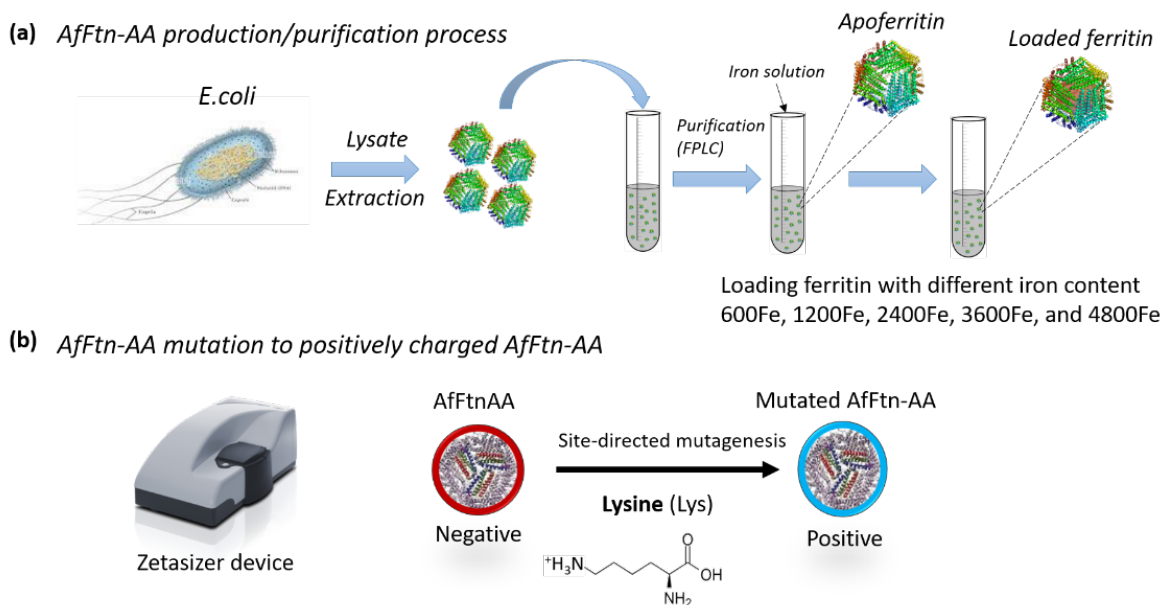 (a) AfFtn-AA production/purification process
E.coli
Lysate
Extraction
Iron solution
Purification
(FPLC)
Apoferritin
Loaded ferritin
Loading ferritin with different iron content
600Fe, 1200Fe, 2400Fe, 3600Fe, and 4800Fe
(b) AfFtn-AA mutation to positively charged AfFtn-AA
Zetasizer device
AfFtnAA
Negative
Site-directed mutagenesis
Lysine (Lys)
⁺H₃N
O
OH
NH₂
Mutated AfFtn-AA
Positive